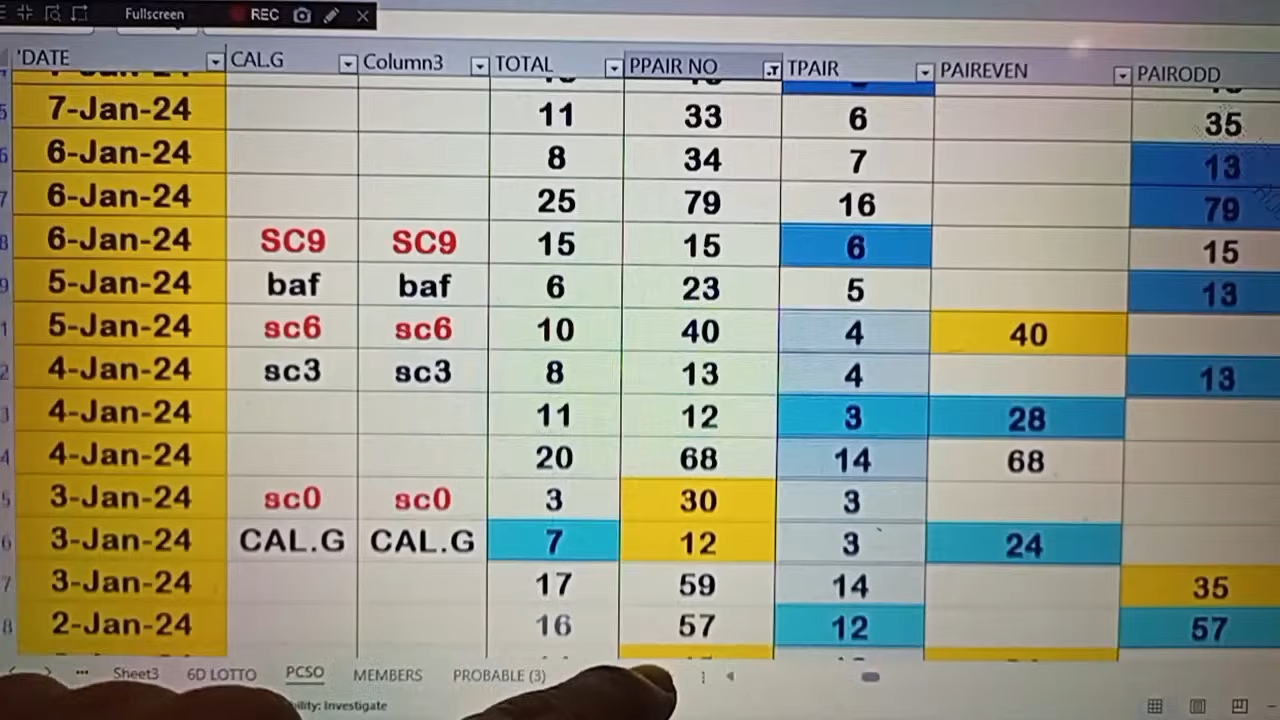 Fullscreen REC
'DATE CAL.G Column3 TOTAL PPAIR NO TPAIR PAIREVEN PAIRODD
7-Jan-24 11 33 6 35
6-Jan-24 8 34 7 13
6-Jan-24 25 79 16 79
6-Jan-24 SC9 SC9 15 15 6 15
5-Jan-24 baf baf 6 23 5 13
5-Jan-24 sc6 sc6 10 40 4 40
4-Jan-24 sc3 sc3 8 13 4 13
4-Jan-24 11 12 3 28
4-Jan-24 20 68 14 68
3-Jan-24 sc0 sc0 3 30 3
3-Jan-24 CAL.G CAL.G 7 12 3 24
3-Jan-24 17 59 14 35
2-Jan-24 16 57 12 57
Sheet3 6D LOTTO PCSO MEMBERS PROBABLE (3)
Investigate